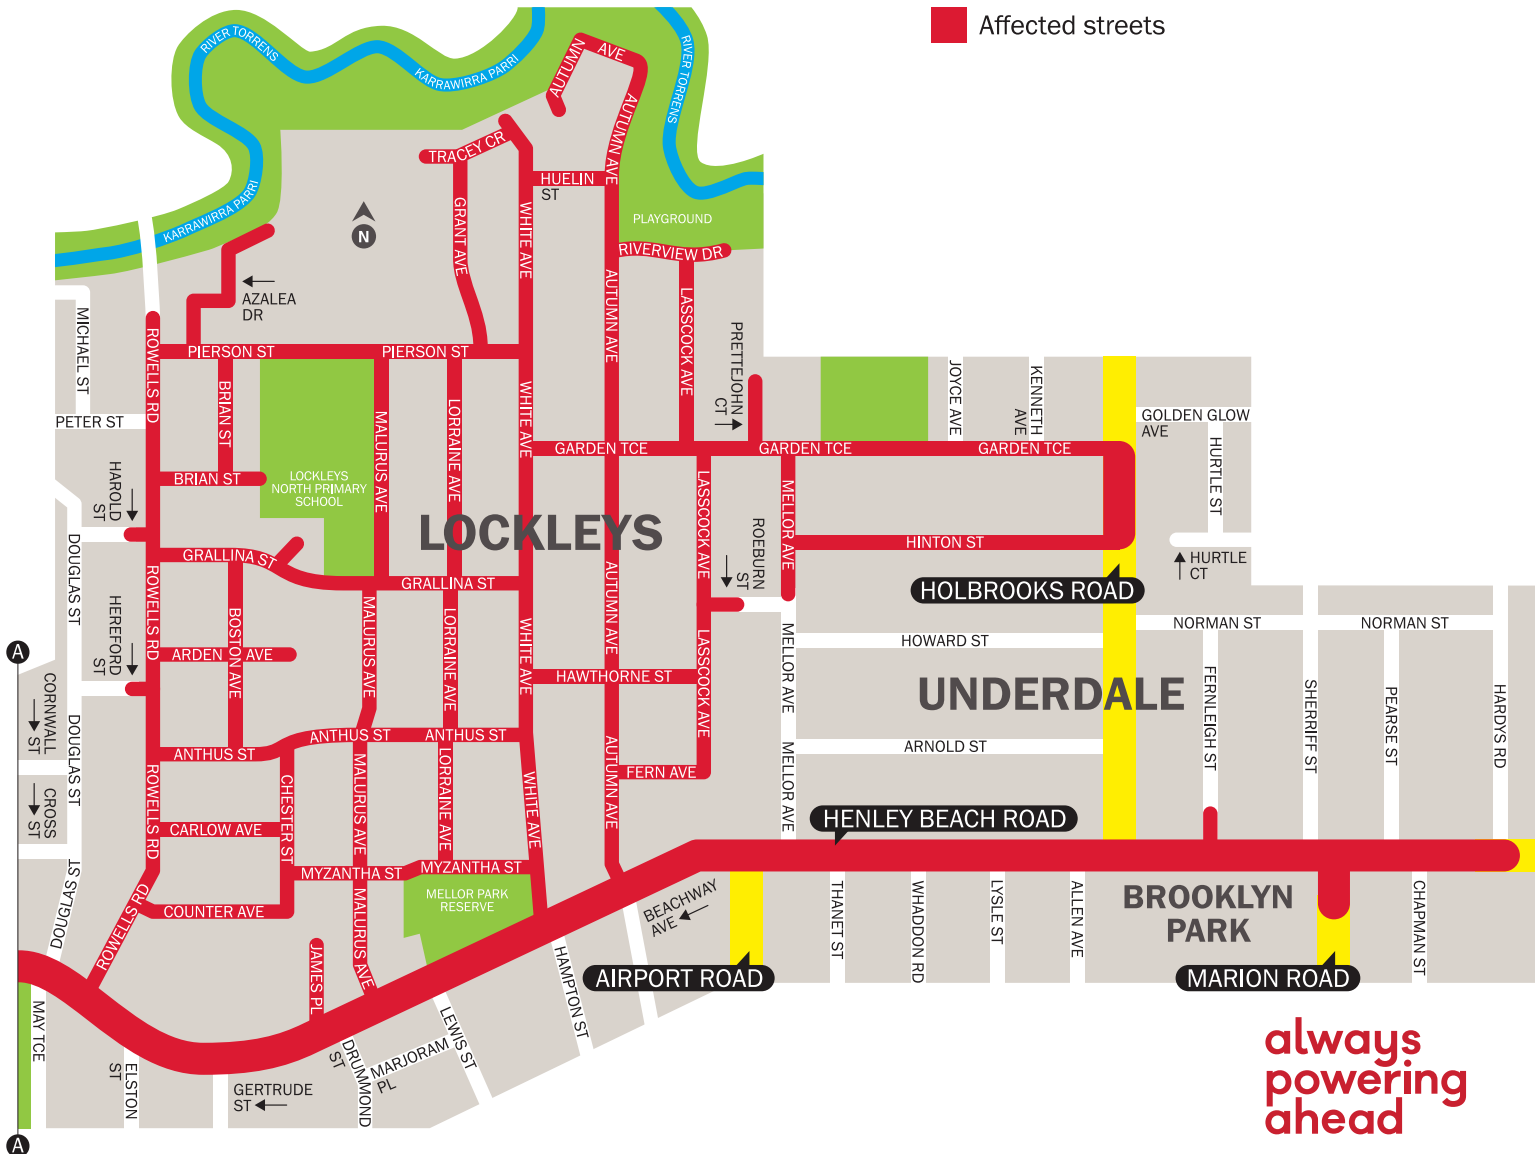 Affected streets
RIVER TORRENS
KARRAWIRRA PARRI
RIVER TORRENS
KARRAWIRRA PARRI
AUTUMN
AVE
AUTUMN AVE
TRACEY CR
HUELIN
ST
GRANT AVE
WHITE AVE
PLAYGROUND
N
RIVERVIEW DR
AZALEA
DR
MICHAEL ST
ROWELLS RD
PIERSON ST
PIERSON ST
AUTUMN AVE
LASSCOCK AVE
PRETTEJOHN
CT
JOYCE AVE
KENNETH
AVE
PETER ST
BRIAN ST
BRIAN ST
MALURUS AVE
LORRAINE AVE
WHITE AVE
GARDEN TCE
GARDEN TCE
GARDEN TCE
GOLDEN GLOW
AVE
HURTLE ST
HAROLD
ST
LOCKLEYS
NORTH PRIMARY
SCHOOL
LOCKLEYS
LASSCOCK AVE
MELLOR AVE
ROEBURN
ST
HINTON ST
HURTLE
CT
DOUGLAS ST
GRALLINA ST
GRALLINA ST
HOLBROOKS ROAD
ROWELLS RD
HEREFORD
ST
BOSTON AVE
ARDEN AVE
MALURUS AVE
LORRAINE AVE
WHITE AVE
AUTUMN AVE
HAWTHORNE ST
LASSCOCK AVE
MELLOR AVE
HOWARD ST
NORMAN ST
NORMAN ST
UNDERDALE
FERNLEIGH ST
SHERRIFF ST
PEARSE ST
HARDYS RD
A
CORNWALL
ST
DOUGLAS ST
ANTHUS ST
ANTHUS ST
ANTHUS ST
ARNOLD ST
MELLOR AVE
CROSS
ST
ROWELLS RD
CARLOW AVE
CHESTER ST
MALURUS AVE
LORRAINE AVE
WHITE AVE
AUTUMN AVE
FERN AVE
HENLEY BEACH ROAD
MYZANTHA ST
MYZANTHA ST
DOUGLAS ST
ROWELLS RD
COUNTER AVE
MALURUS AVE
MELLOR PARK
RESERVE
BEACHWAY
AVE
THANET ST
WHADDON RD
LYSLE ST
ALLEN AVE
BROOKLYN
PARK
CHAPMAN ST
JAMES PL
AIRPORT ROAD
MARION ROAD
MAY TCE
ELSTON
ST
GERTRUDE
ST
DRUMMOND
ST
MARJORAM
PL
LEWIS ST
HAMPTON ST
A
always
powering
ahead